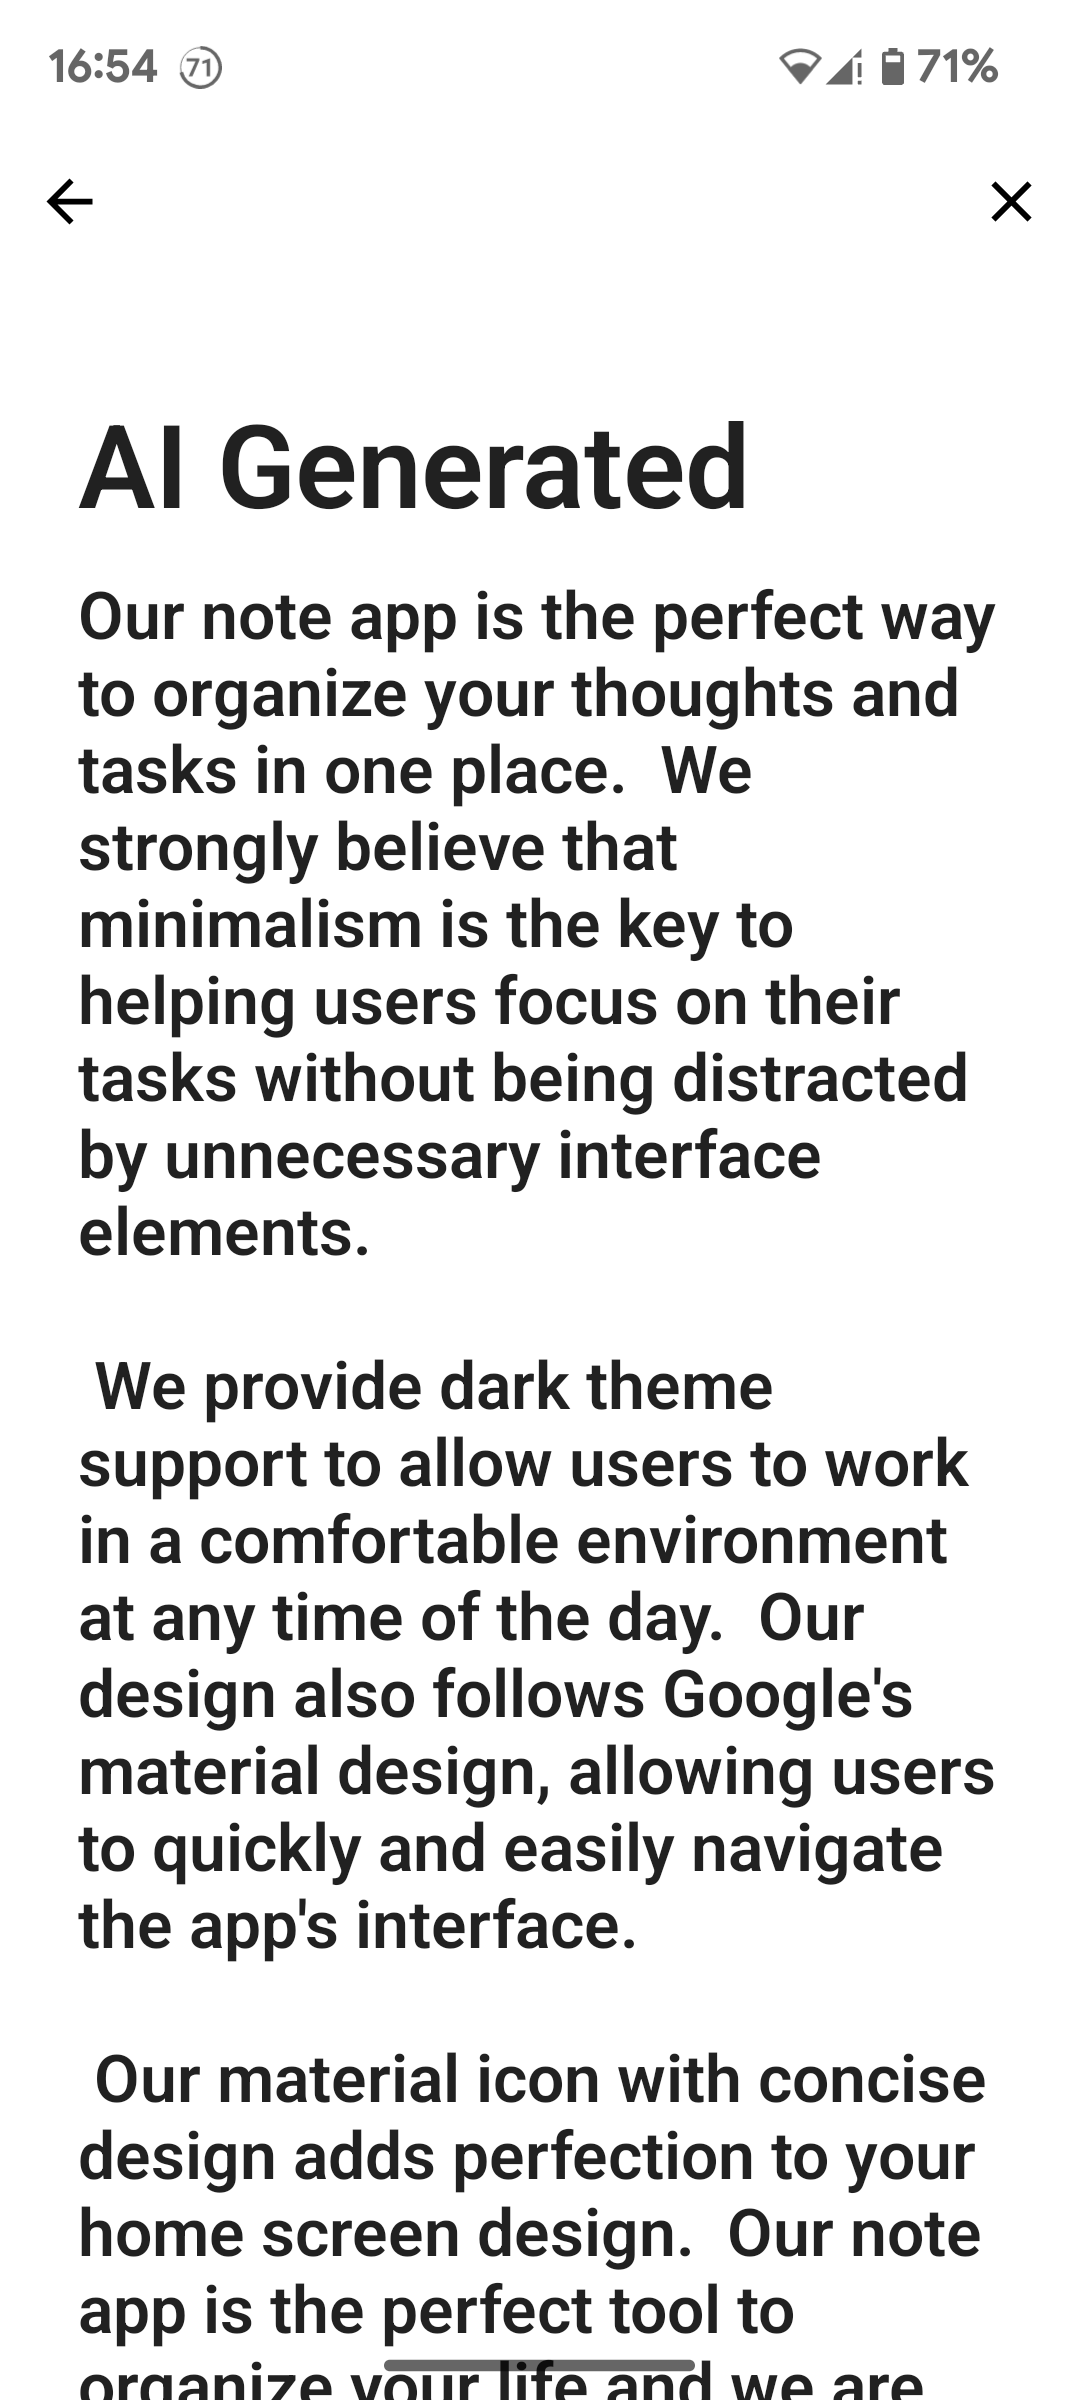 16:54 71 71%
AI Generated
Our note app is the perfect way
to organize your thoughts and
tasks in one place.  We
strongly believe that
minimalism is the key to
helping users focus on their
tasks without being distracted
by unnecessary interface
elements.
We provide dark theme
support to allow users to work
in a comfortable environment
at any time of the day.  Our
design also follows Google's
material design, allowing users
to quickly and easily navigate
the app's interface.
Our material icon with concise
design adds perfection to your
home screen design.  Our note
app is the perfect tool to
organize your life and we are